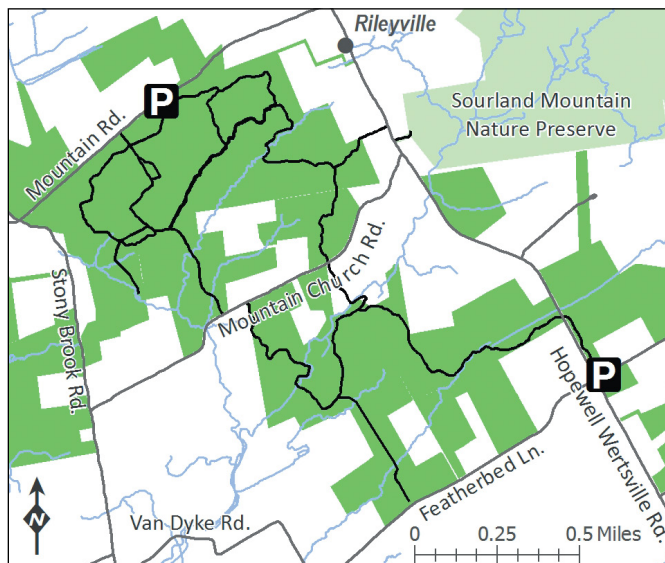 Rileyville
P
Sourland Mountain
Nature Preserve
Mountain Rd.
Mountain Church Rd.
Stony Brook Rd.
P
Hopewell Wertsville Rd.
Featherbed Ln.
N
Van Dyke Rd.
0 0.25 0.5 Miles